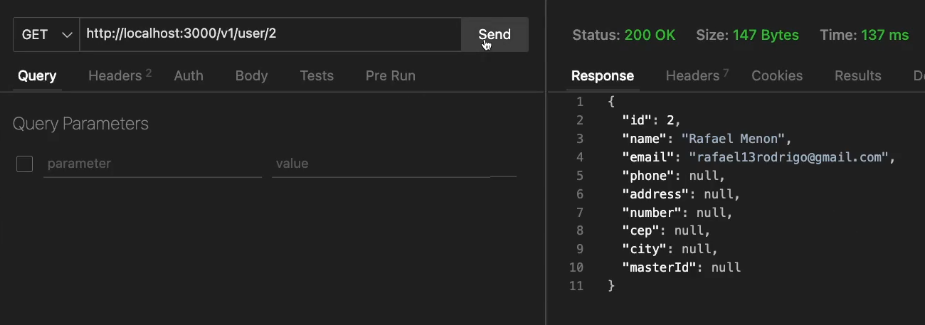 GET http://localhost:3000/v1/user/2 Send
Query Headers 2 Auth Body Tests Pre Run
Query Parameters
parameter value
Status: 200 OK Size: 147 Bytes Time: 137 ms
Response Headers 7 Cookies Results
1 {
2 "id": 2,
3 "name": "Rafael Menon",
4 "email": "rafael13rodrigo@gmail.com",
5 "phone": null,
6 "address": null,
7 "number": null,
8 "cep": null,
9 "city": null,
10 "masterId": null
11 }